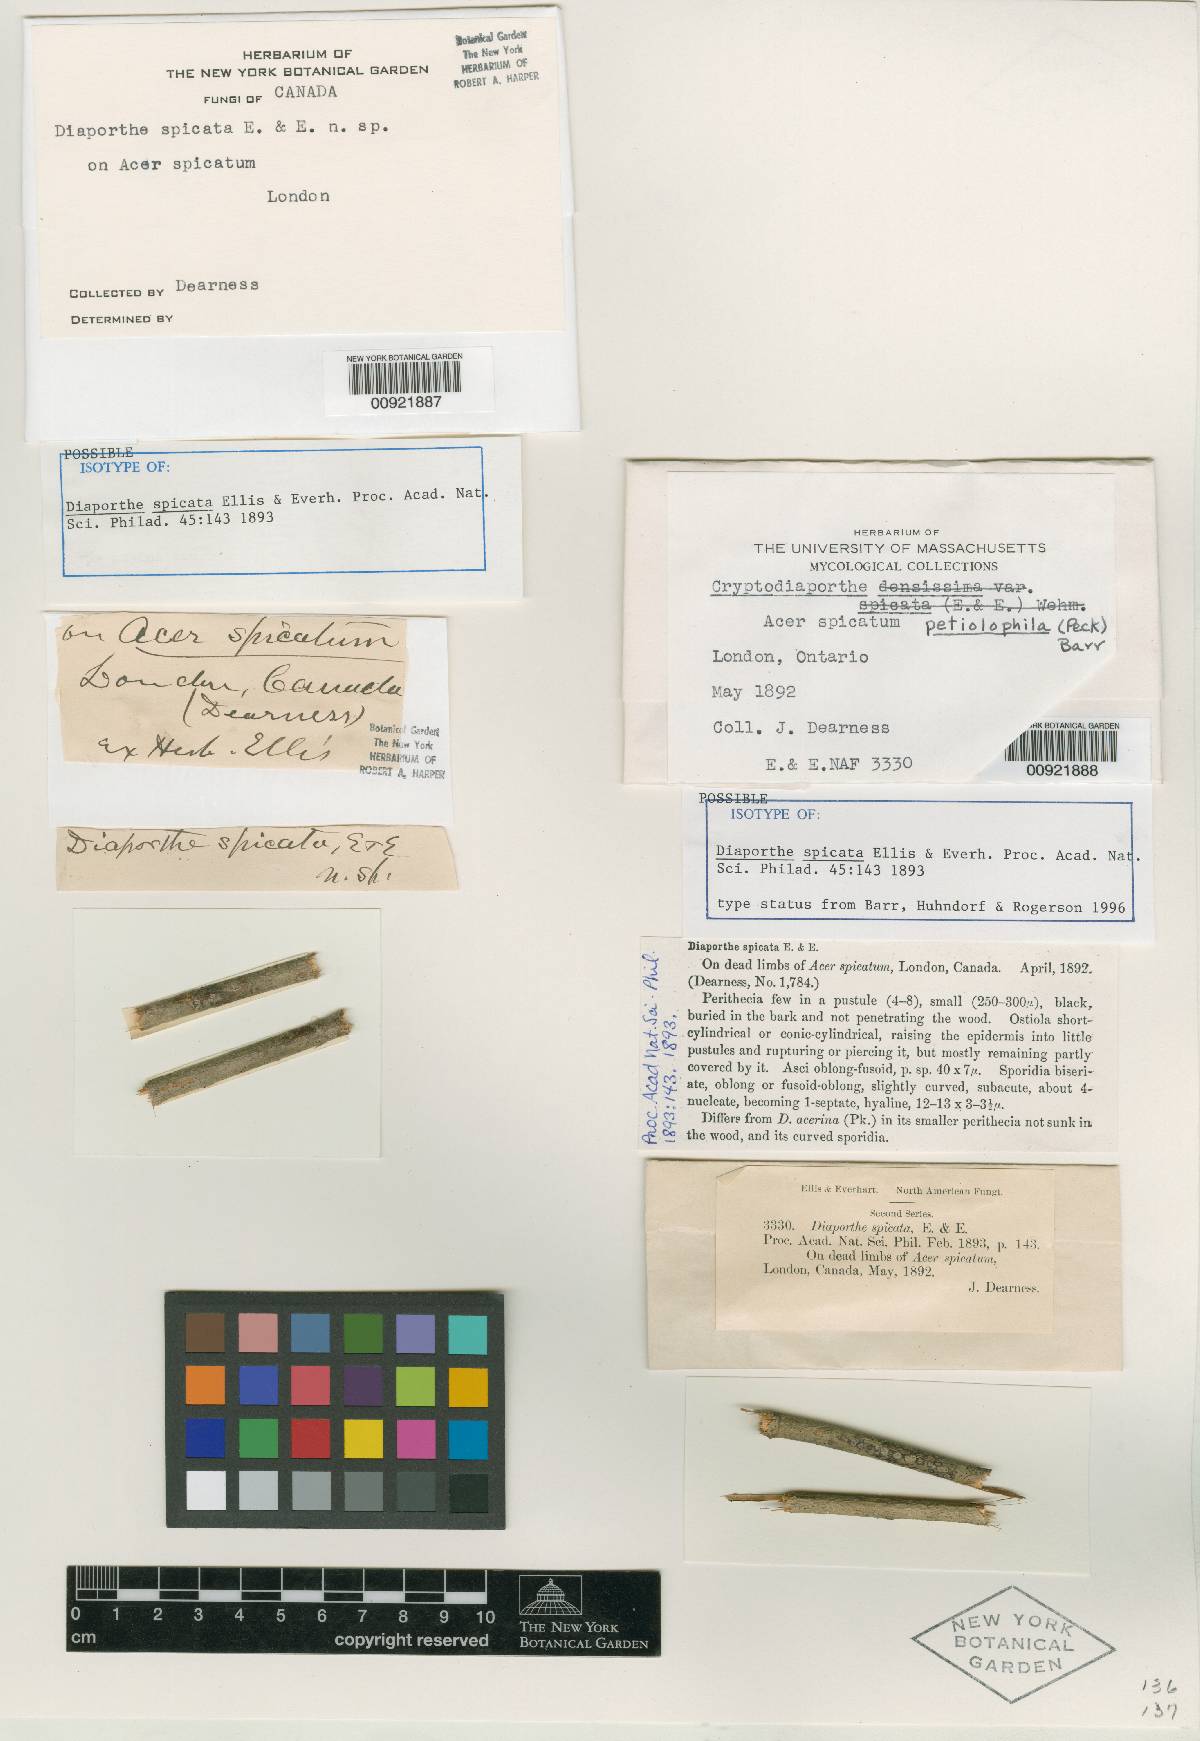 HERBARIUM OF
THE NEW YORK BOTANICAL GARDEN
FUNGI OF CANADA
Botanical Garden
The New York
HERBARIUM OF
ROBERT A. HARPER
Diaporthe spicata E. & E. n. sp.
on Acer spicatum
London
COLLECTED BY Dearness
DETERMINED BY
NEW YORK BOTANICAL GARDEN
00921887
POSSIBLE
ISOTYPE OF:
Diaporthe spicata Ellis & Everh. Proc. Acad. Nat.
Sci. Philad. 45:143 1893
on Acer spicatum
London, Canada
(Dearness)
ex Herb. Ellis
Botanical Garden
The New York
HERBARIUM OF
ROBERT A. HARPER
Diaporthe spicata, E & E
n. sp.
HERBARIUM OF
THE UNIVERSITY OF MASSACHUSETTS
MYCOLOGICAL COLLECTIONS
Cryptodiaporthe densissima var.
spicata (E. & E.) Wehm.
Acer spicatum petiolophila (Peck)
Barr
London, Ontario
May 1892
Coll. J. Dearness
E. & E. NAF 3330
RK BOTANICAL GARDEN
00921888
POSSIBLE
ISOTYPE OF:
Diaporthe spicata Ellis & Everh. Proc. Acad. Nat.
Sci. Philad. 45:143 1893
type status from Barr, Huhndorf & Rogerson 1996
Proc. Acad Nat. Sci. Phil.
1893:143. 1893.
Diaporthe spicata E. & E.
On dead limbs of Acer spicatum, London, Canada. April, 1892.
(Dearness, No. 1,784.)
Perithecia few in a pustule (4–8), small (250–300µ), black,
buried in the bark and not penetrating the wood. Ostiola short-
cylindrical or conic-cylindrical, raising the epidermis into little
pustules and rupturing or piercing it, but mostly remaining partly
covered by it. Asci oblong-fusoid, p. sp. 40 x 7µ. Sporidia biseri-
ate, oblong or fusoid-oblong, slightly curved, subacute, about 4-
nucleate, becoming 1-septate, hyaline, 12–13 x 3–3½µ.
Differs from D. acerina (Pk.) in its smaller perithecia not sunk in
the wood, and its curved sporidia.
Ellis & Everhart. North American Fungi.
Second Series.
3330. Diaporthe spicata, E. & E.
Proc. Acad. Nat. Sci. Phil. Feb. 1893, p. 143.
On dead limbs of Acer spicatum,
London, Canada, May, 1892.
J. Dearness.
0 1 2 3 4 5 6 7 8 9 10
cm
copyright reserved
THE NEW YORK
BOTANICAL GARDEN
NEW YORK
BOTANICAL
GARDEN
136
137